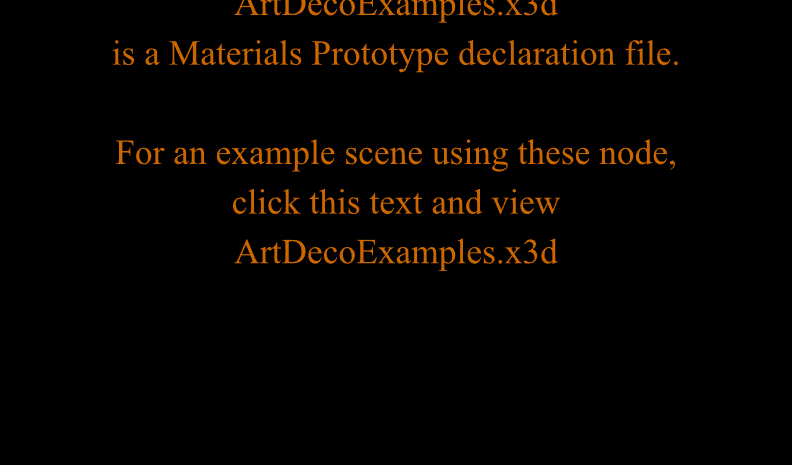 ArtDecoExamples.x3d
is a Materials Prototype declaration file.
For an example scene using these node,
click this text and view
ArtDecoExamples.x3d